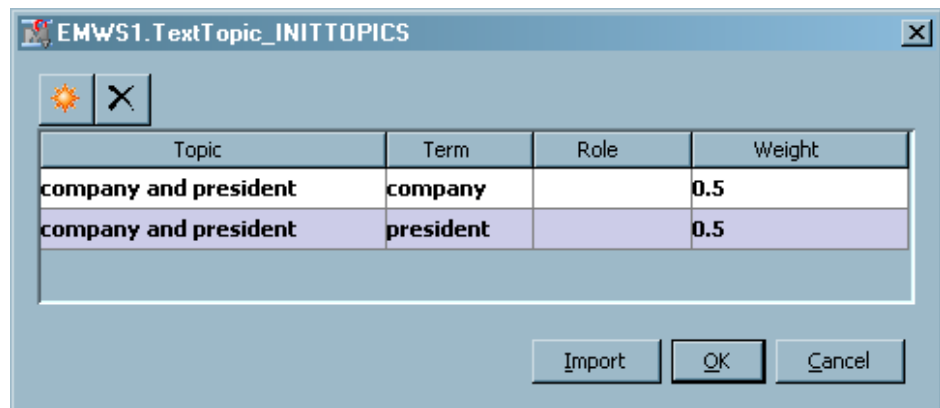 EMWS1.TextTopic_INITTOPICS
Topic Term Role Weight
company and president company 0.5
company and president president 0.5
Import OK Cancel